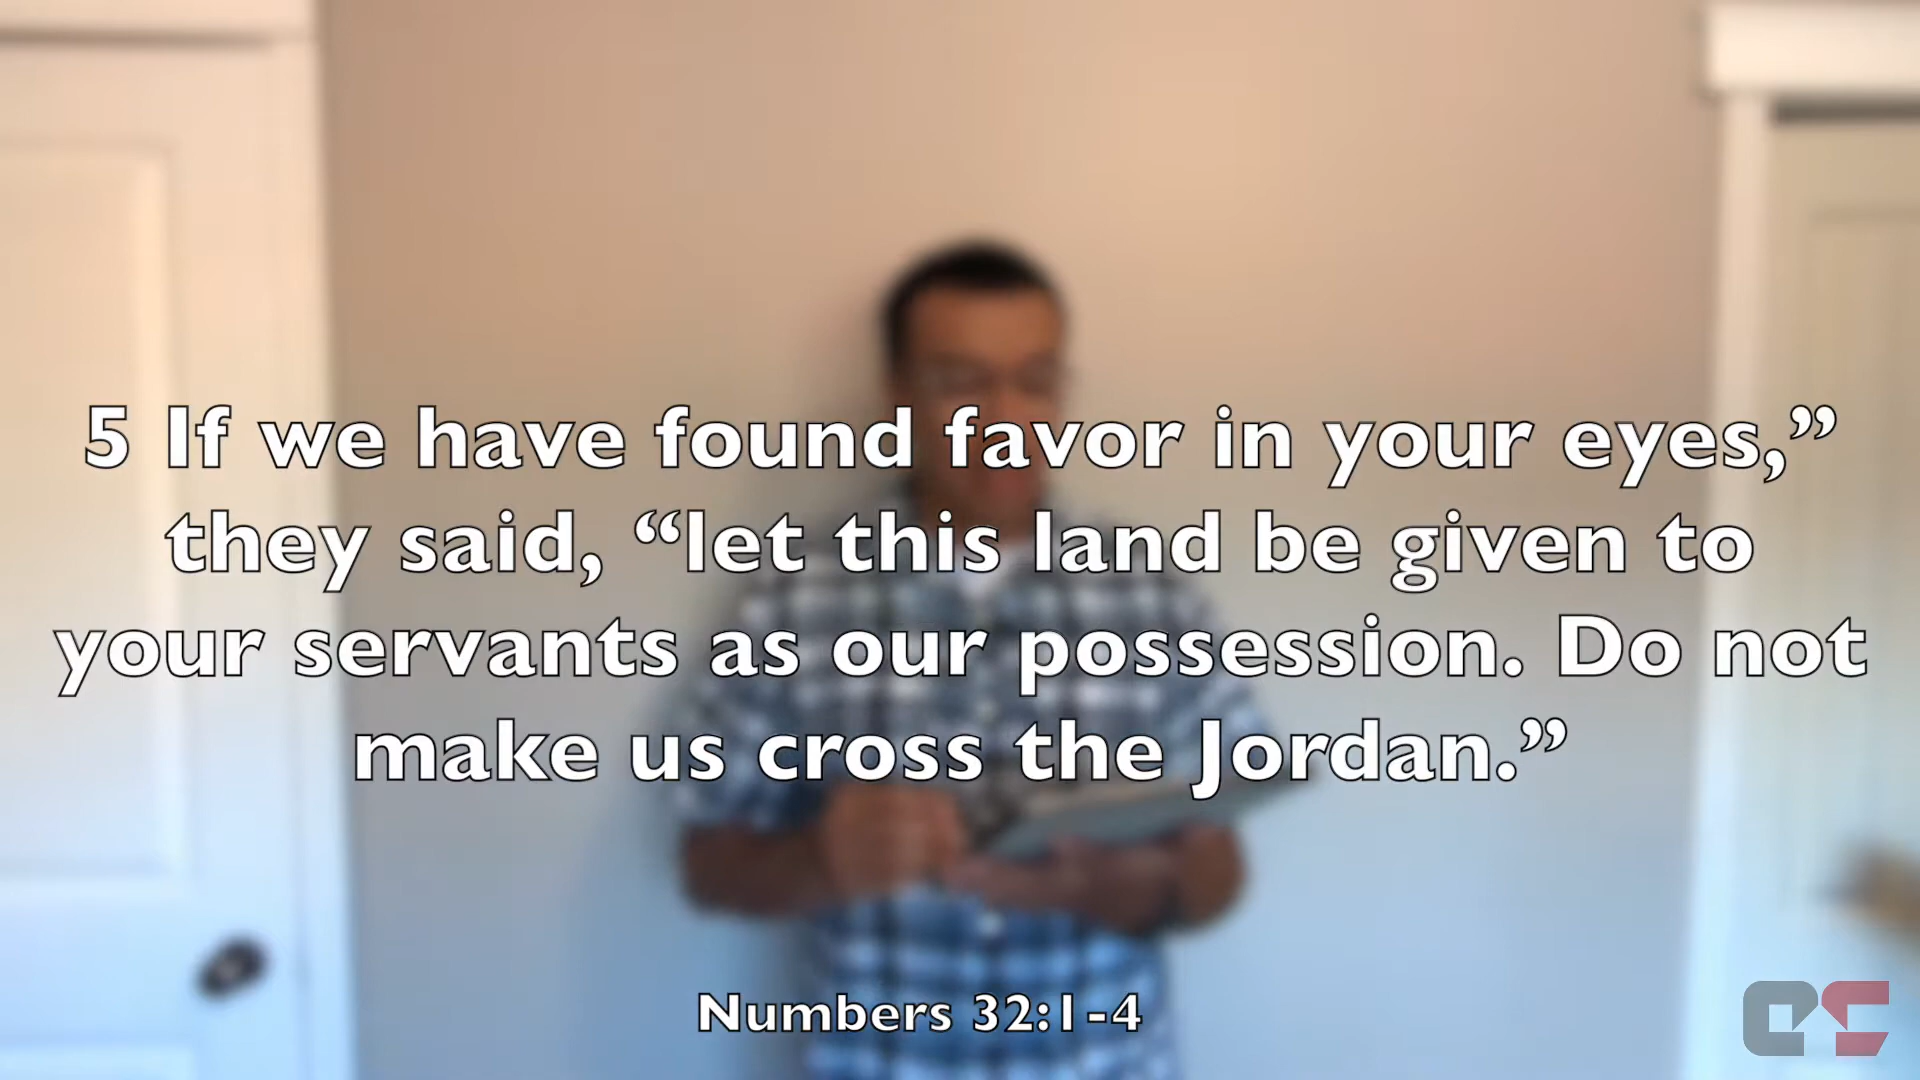 5 If we have found favor in your eyes,”
they said, “let this land be given to
your servants as our possession. Do not
make us cross the Jordan.”
Numbers 32:1-4
es